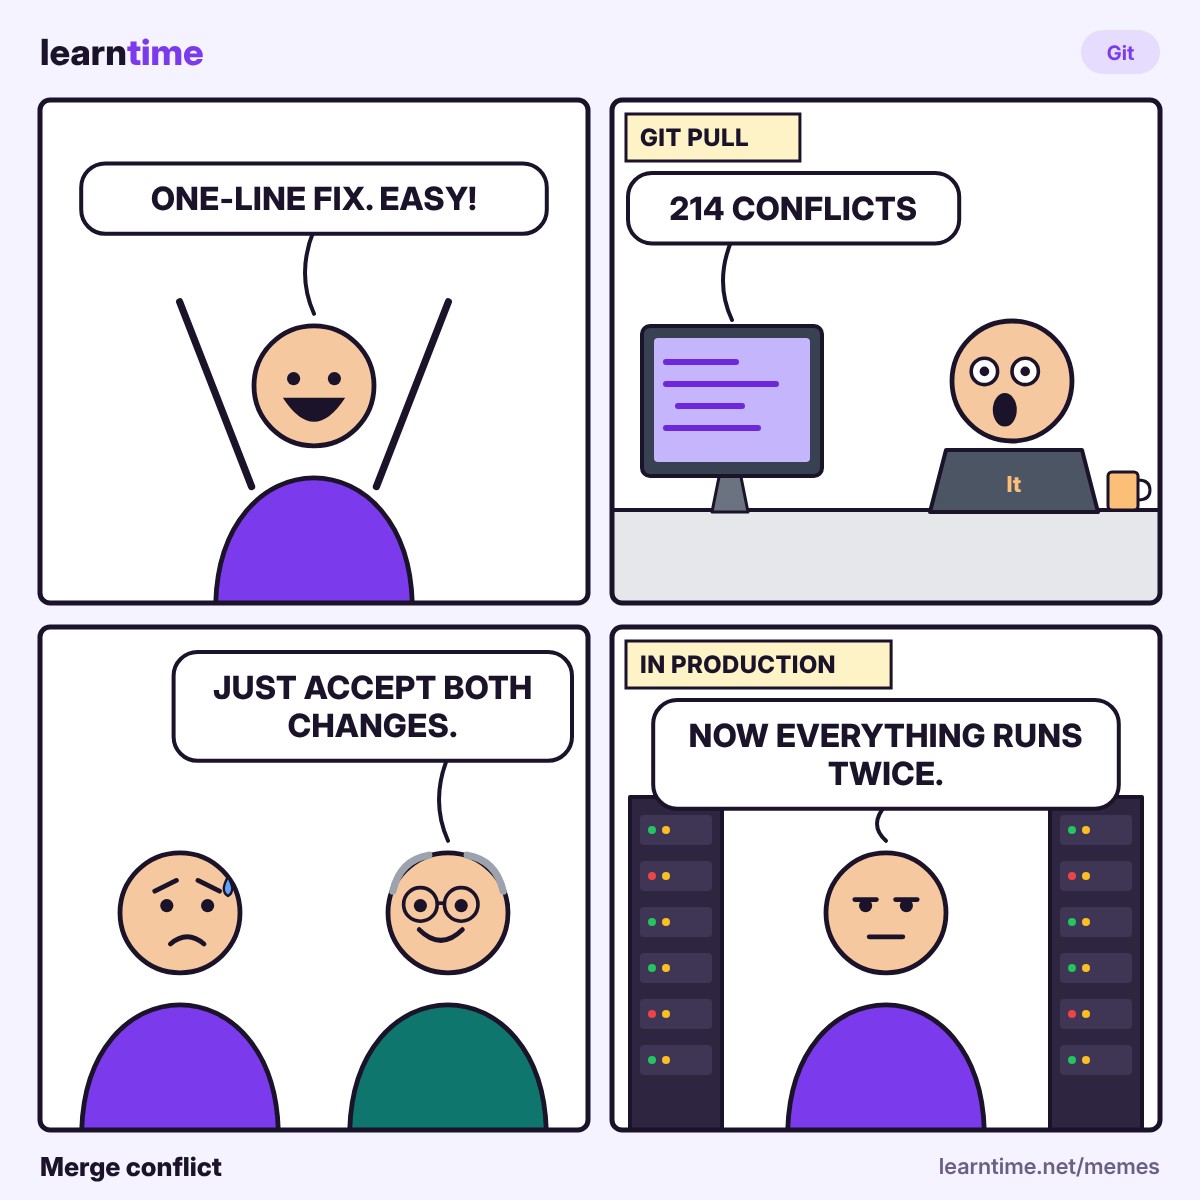 learntime
Git
ONE-LINE FIX. EASY!
GIT PULL
214 CONFLICTS
lt
JUST ACCEPT BOTH
CHANGES.
IN PRODUCTION
NOW EVERYTHING RUNS
TWICE.
Merge conflict
learntime.net/memes